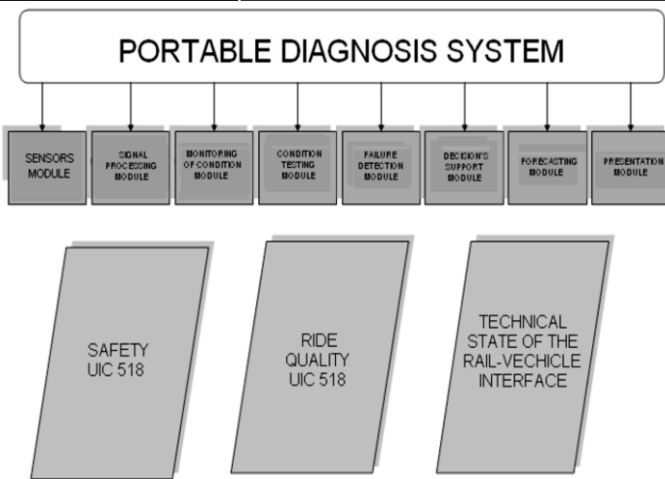 PORTABLE DIAGNOSIS SYSTEM
SENSORS
MODULE
SIGNAL
PROCESSING
MODULE
MONITORING
OF CONDITION
MODULE
CONDITION
TESTING
MODULE
FAILURE
DETECTION
MODULE
DECISION'S
SUPPORT
MODULE
FORECASTING
MODULE
PRESENTATION
MODULE
SAFETY
UIC 518
RIDE
QUALITY
UIC 518
TECHNICAL
STATE OF THE
RAIL-VECHICLE
INTERFACE